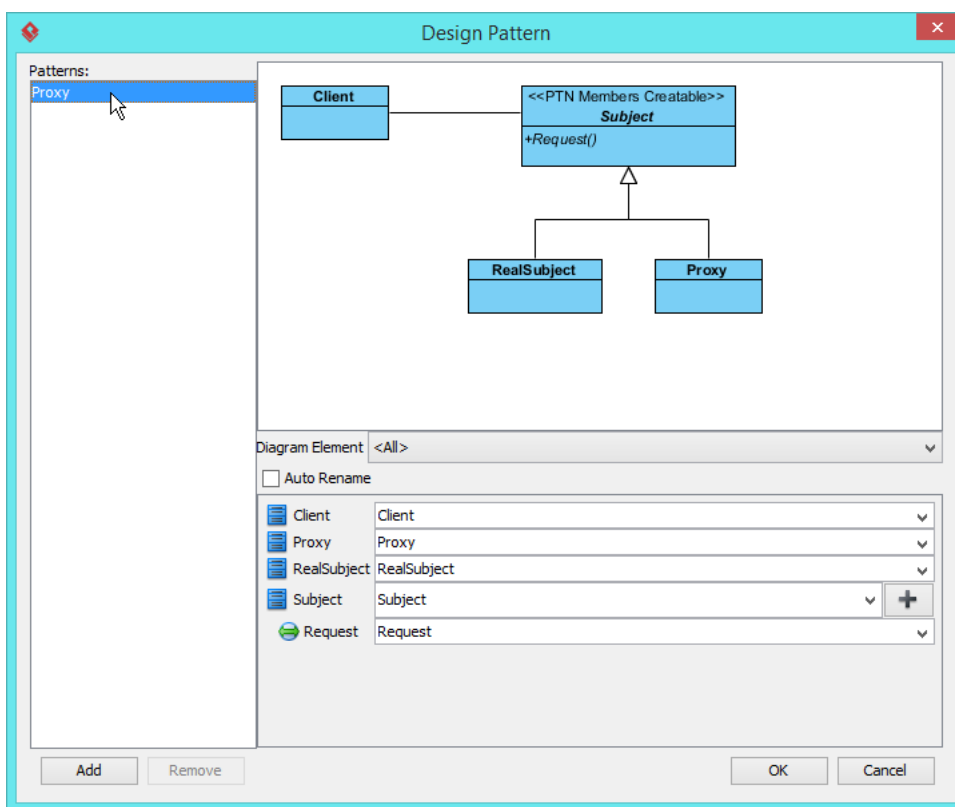 Design Pattern
Patterns:
Proxy
Client
<<PTN Members Creatable>>
Subject
+Request()
RealSubject
Proxy
Diagram Element <All>
Auto Rename
Client Client
Proxy Proxy
RealSubject RealSubject
Subject Subject
Request Request
Add Remove OK Cancel